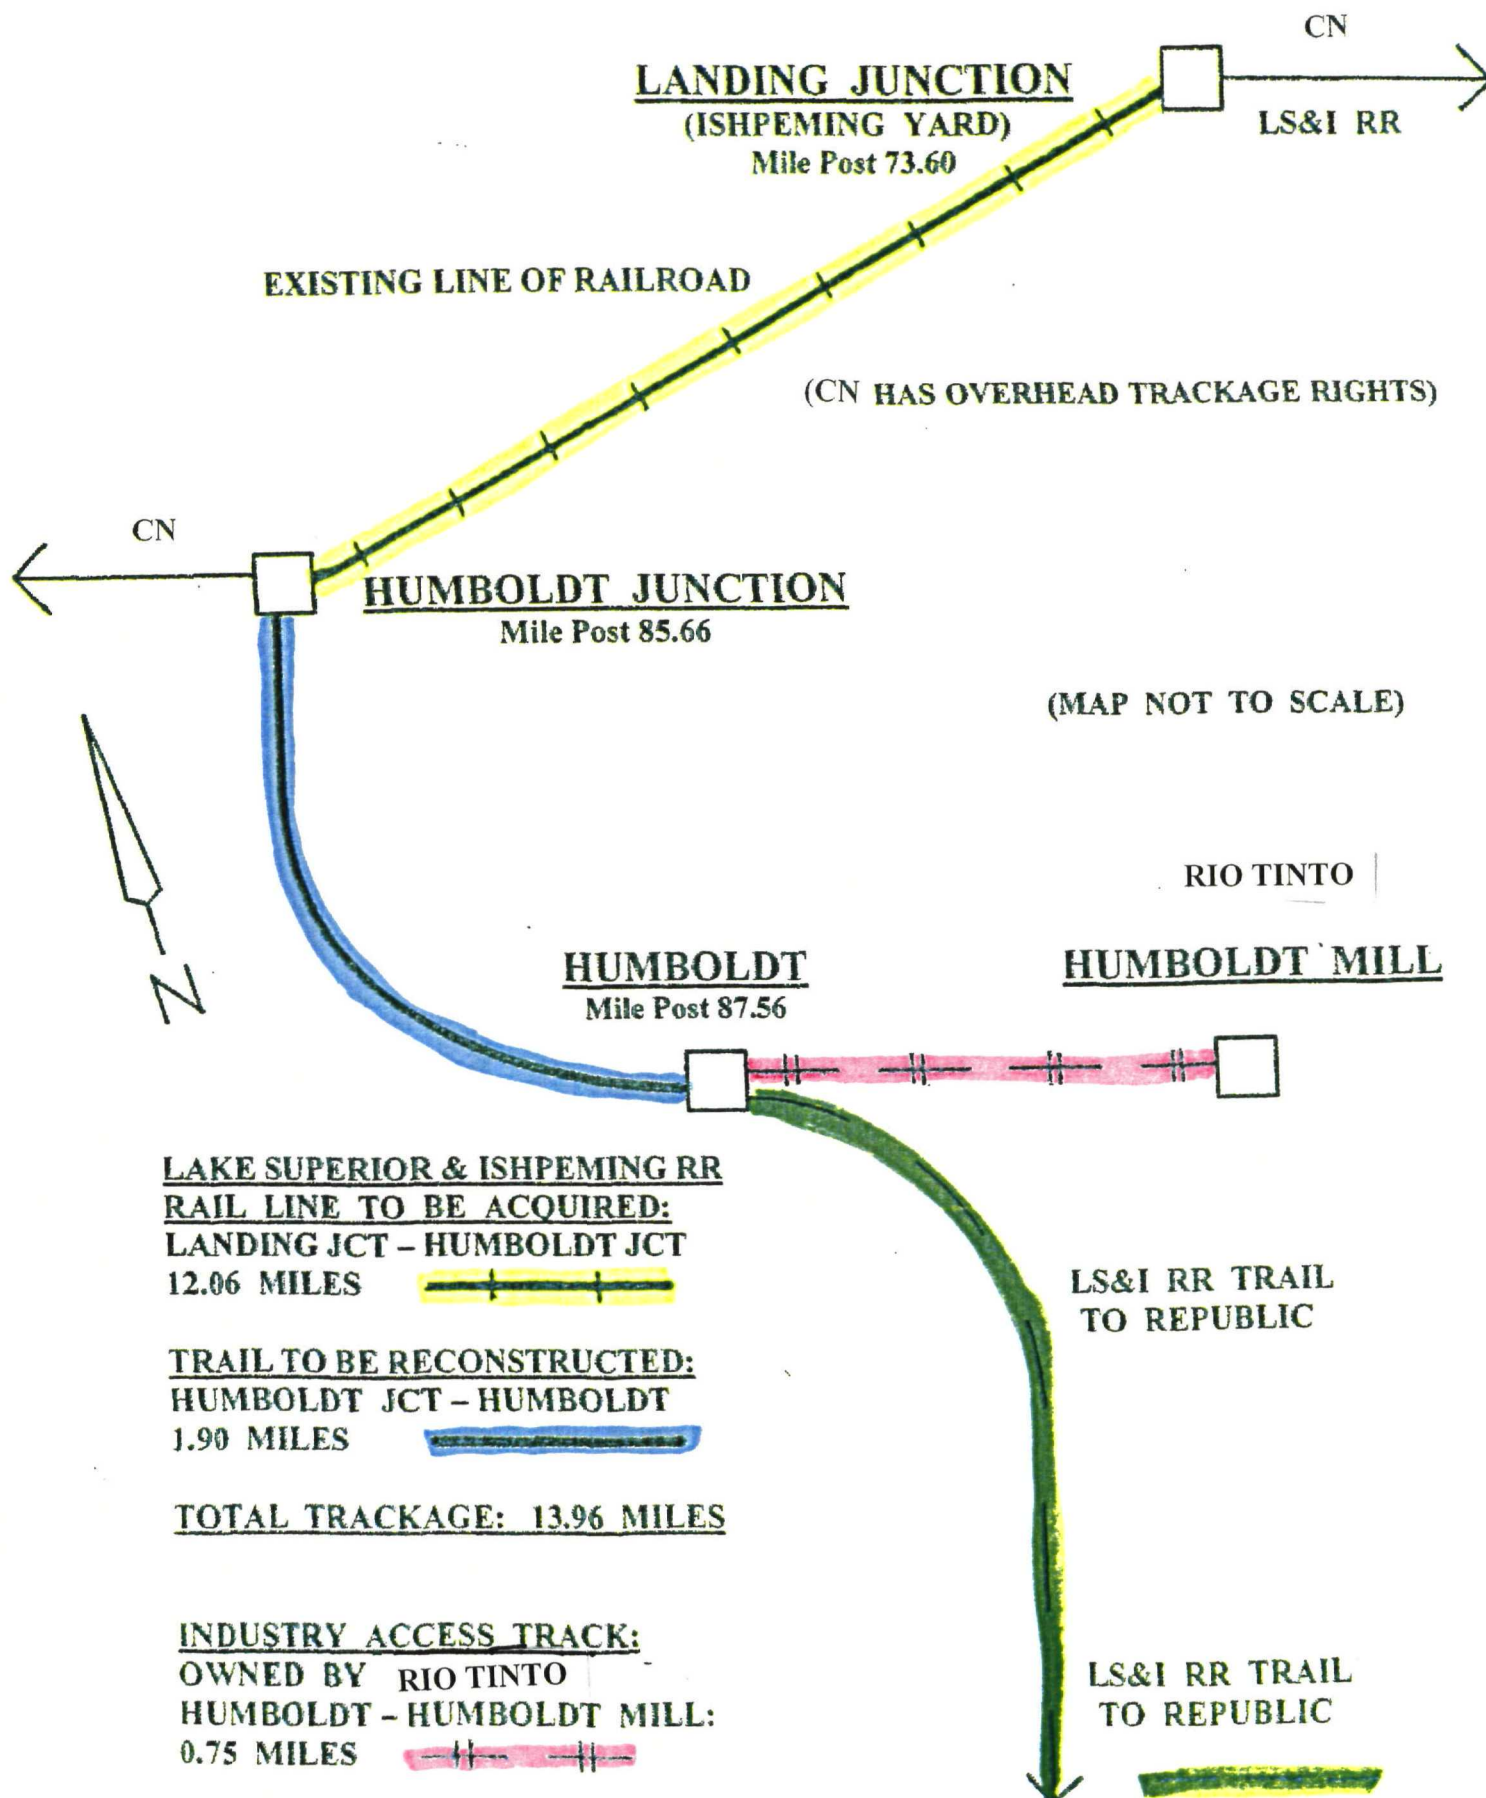 CN
LANDING JUNCTION
(ISHPEMING YARD)
Mile Post 73.60
LS&I RR
EXISTING LINE OF RAILROAD
(CN HAS OVERHEAD TRACKAGE RIGHTS)
CN
HUMBOLDT JUNCTION
Mile Post 85.66
(MAP NOT TO SCALE)
N
RIO TINTO
HUMBOLDT
Mile Post 87.56
HUMBOLDT MILL
LAKE SUPERIOR & ISHPEMING RR
RAIL LINE TO BE ACQUIRED:
LANDING JCT – HUMBOLDT JCT
12.06 MILES
LS&I RR TRAIL
TO REPUBLIC
TRAIL TO BE RECONSTRUCTED:
HUMBOLDT JCT – HUMBOLDT
1.90 MILES
TOTAL TRACKAGE: 13.96 MILES
INDUSTRY ACCESS TRACK:
OWNED BY RIO TINTO
HUMBOLDT – HUMBOLDT MILL:
0.75 MILES
LS&I RR TRAIL
TO REPUBLIC